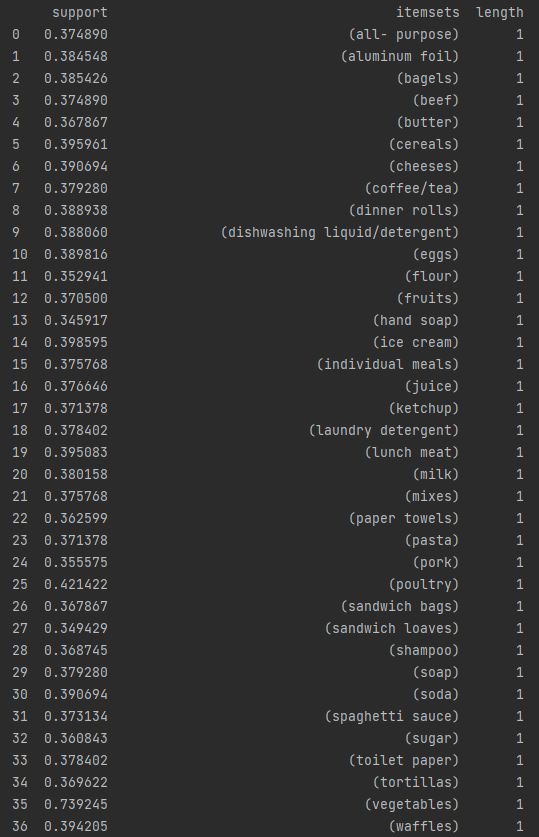 support itemsets length
0 0.374890 (all- purpose) 1
1 0.384548 (aluminum foil) 1
2 0.385426 (bagels) 1
3 0.374890 (beef) 1
4 0.367867 (butter) 1
5 0.395961 (cereals) 1
6 0.390694 (cheeses) 1
7 0.379280 (coffee/tea) 1
8 0.388938 (dinner rolls) 1
9 0.388060 (dishwashing liquid/detergent) 1
10 0.389816 (eggs) 1
11 0.352941 (flour) 1
12 0.370500 (fruits) 1
13 0.345917 (hand soap) 1
14 0.398595 (ice cream) 1
15 0.375768 (individual meals) 1
16 0.376646 (juice) 1
17 0.371378 (ketchup) 1
18 0.378402 (laundry detergent) 1
19 0.395083 (lunch meat) 1
20 0.380158 (milk) 1
21 0.375768 (mixes) 1
22 0.362599 (paper towels) 1
23 0.371378 (pasta) 1
24 0.355575 (pork) 1
25 0.421422 (poultry) 1
26 0.367867 (sandwich bags) 1
27 0.349429 (sandwich loaves) 1
28 0.368745 (shampoo) 1
29 0.379280 (soap) 1
30 0.390694 (soda) 1
31 0.373134 (spaghetti sauce) 1
32 0.360843 (sugar) 1
33 0.378402 (toilet paper) 1
34 0.369622 (tortillas) 1
35 0.739245 (vegetables) 1
36 0.394205 (waffles) 1